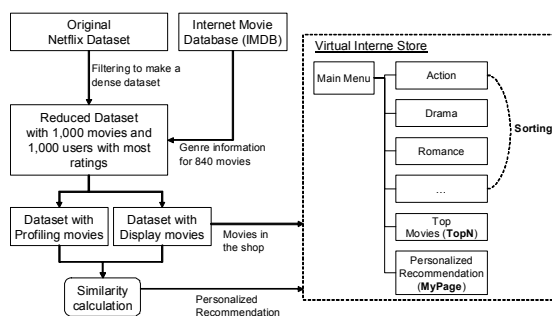 Original
Netflix Dataset
Internet Movie
Database (IMDB)
Filtering to make a
dense dataset
Reduced Dataset
with 1,000 movies and
1,000 users with most
ratings
Genre information
for 840 movies
Dataset with
Profiling movies
Dataset with
Display movies
Movies in
the shop
Similarity
calculation
Personalized
Recommendation
Virtual Interne Store
Main Menu
Action
Drama
Romance
...
Sorting
Top
Movies (TopN)
Personalized
Recommendation
(MyPage)